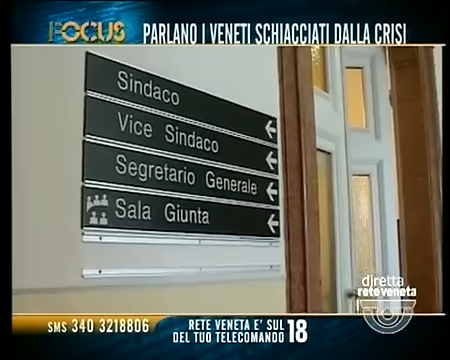 FOCUS
PARLANO I VENETI SCHIACCIATI DALLA CRISI
Sindaco
Vice Sindaco
Segretario Generale
Sala Giunta
diretta
reteveneta
SMS 340 3218806
RETE VENETA E' SUL 18
DEL TUO TELECOMANDO